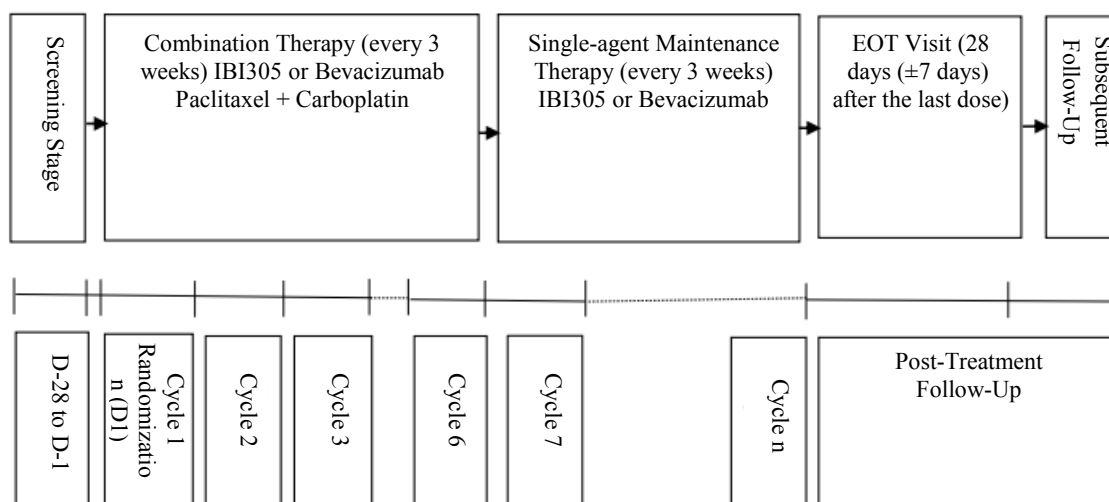 Screening Stage
Combination Therapy (every 3
weeks) IBI305 or Bevacizumab
Paclitaxel + Carboplatin
Single-agent Maintenance
Therapy (every 3 weeks)
IBI305 or Bevacizumab
EOT Visit (28
days (±7 days)
after the last dose)
Subsequent
Follow-Up
D-28 to D-1
Cycle 1
Randomizatio
n (D1)
Cycle 2
Cycle 3
Cycle 6
Cycle 7
Cycle n
Post-Treatment
Follow-Up